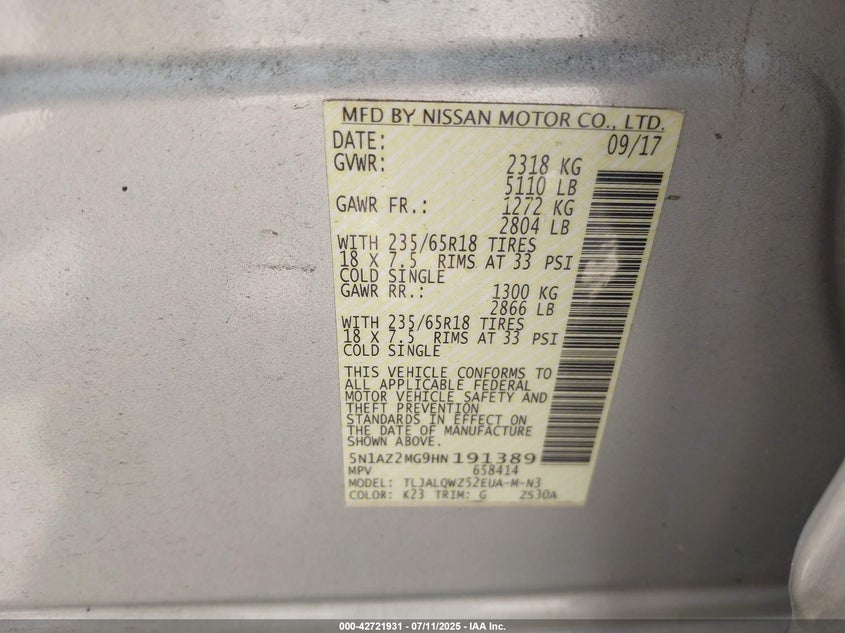 MFD BY NISSAN MOTOR CO., LTD.
DATE: 09/17
GVWR: 2318 KG
5110 LB
GAWR FR.: 1272 KG
2804 LB
WITH 235/65R18 TIRES
18 X 7.5 RIMS AT 33 PSI
COLD SINGLE
GAWR RR.: 1300 KG
2866 LB
WITH 235/65R18 TIRES
18 X 7.5 RIMS AT 33 PSI
COLD SINGLE
THIS VEHICLE CONFORMS TO
ALL APPLICABLE FEDERAL
MOTOR VEHICLE SAFETY AND
THEFT PREVENTION
STANDARDS IN EFFECT ON
THE DATE OF MANUFACTURE
SHOWN ABOVE.
5N1AZ2MG9HN191389
MPV 658414
MODEL: TLJALQWZ52EUA-M-N3
COLOR: K23 TRIM: G ZS30A
000-42721931 - 07/11/2025 - IAA Inc.